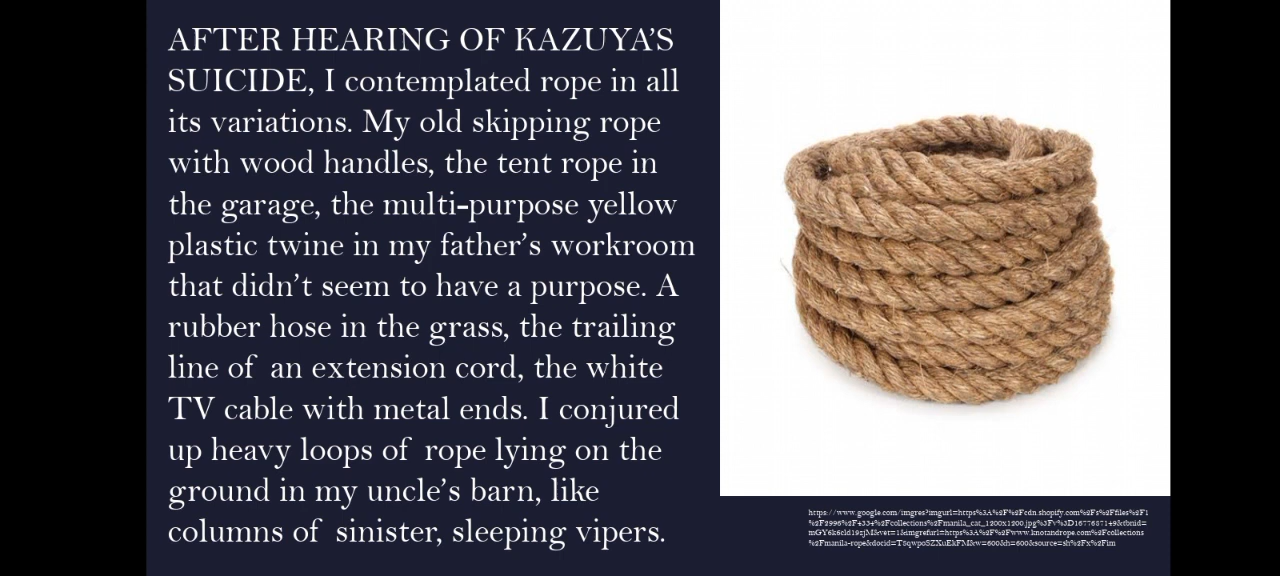 AFTER HEARING OF KAZUYA’S
SUICIDE, I contemplated rope in all
its variations. My old skipping rope
with wood handles, the tent rope in
the garage, the multi-purpose yellow
plastic twine in my father’s workroom
that didn’t seem to have a purpose. A
rubber hose in the grass, the trailing
line of an extension cord, the white
TV cable with metal ends. I conjured
up heavy loops of rope lying on the
ground in my uncle’s barn, like
columns of sinister, sleeping vipers.